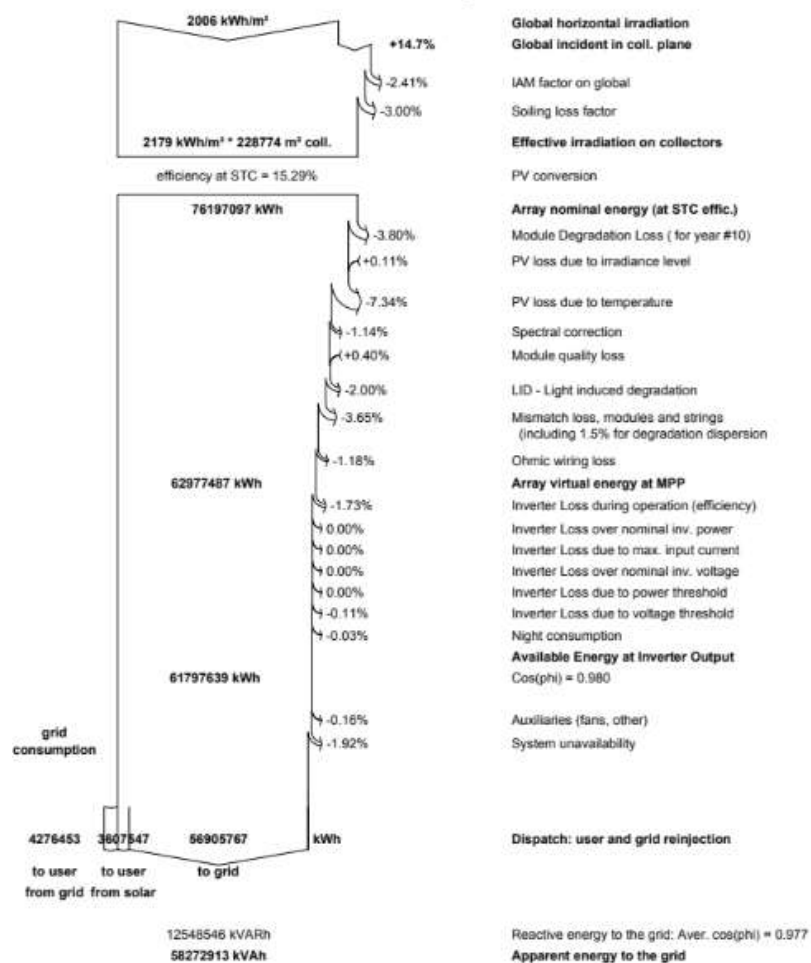 2006 kWh/m² Global horizontal irradiation
+14.7% Global incident in coll. plane
-2.41% IAM factor on global
-3.00% Soiling loss factor
2179 kWh/m² * 228774 m² coll. Effective irradiation on collectors
efficiency at STC = 15.29% PV conversion
76197097 kWh Array nominal energy (at STC effic.)
-3.80% Module Degradation Loss ( for year #10)
+0.11% PV loss due to irradiance level
-7.34% PV loss due to temperature
-1.14% Spectral correction
+0.40% Module quality loss
-2.00% LID - Light induced degradation
-3.65% Mismatch loss, modules and strings
(including 1.5% for degradation dispersion
-1.18% Ohmic wiring loss
62977487 kWh Array virtual energy at MPP
-1.73% Inverter Loss during operation (efficiency)
0.00% Inverter Loss over nominal inv. power
0.00% Inverter Loss due to max. input current
0.00% Inverter Loss over nominal inv. voltage
0.00% Inverter Loss due to power threshold
-0.11% Inverter Loss due to voltage threshold
-0.03% Night consumption
Available Energy at Inverter Output
61797639 kWh Cos(phi) = 0.980
-0.16% Auxiliaries (fans, other)
grid
consumption
-1.92% System unavailability
4276453 3607547 56905767 kWh Dispatch: user and grid reinjection
to user to user to grid
from grid from solar
12548546 kVARh Reactive energy to the grid: Aver. cos(phi) = 0.977
58272913 kVAh Apparent energy to the grid